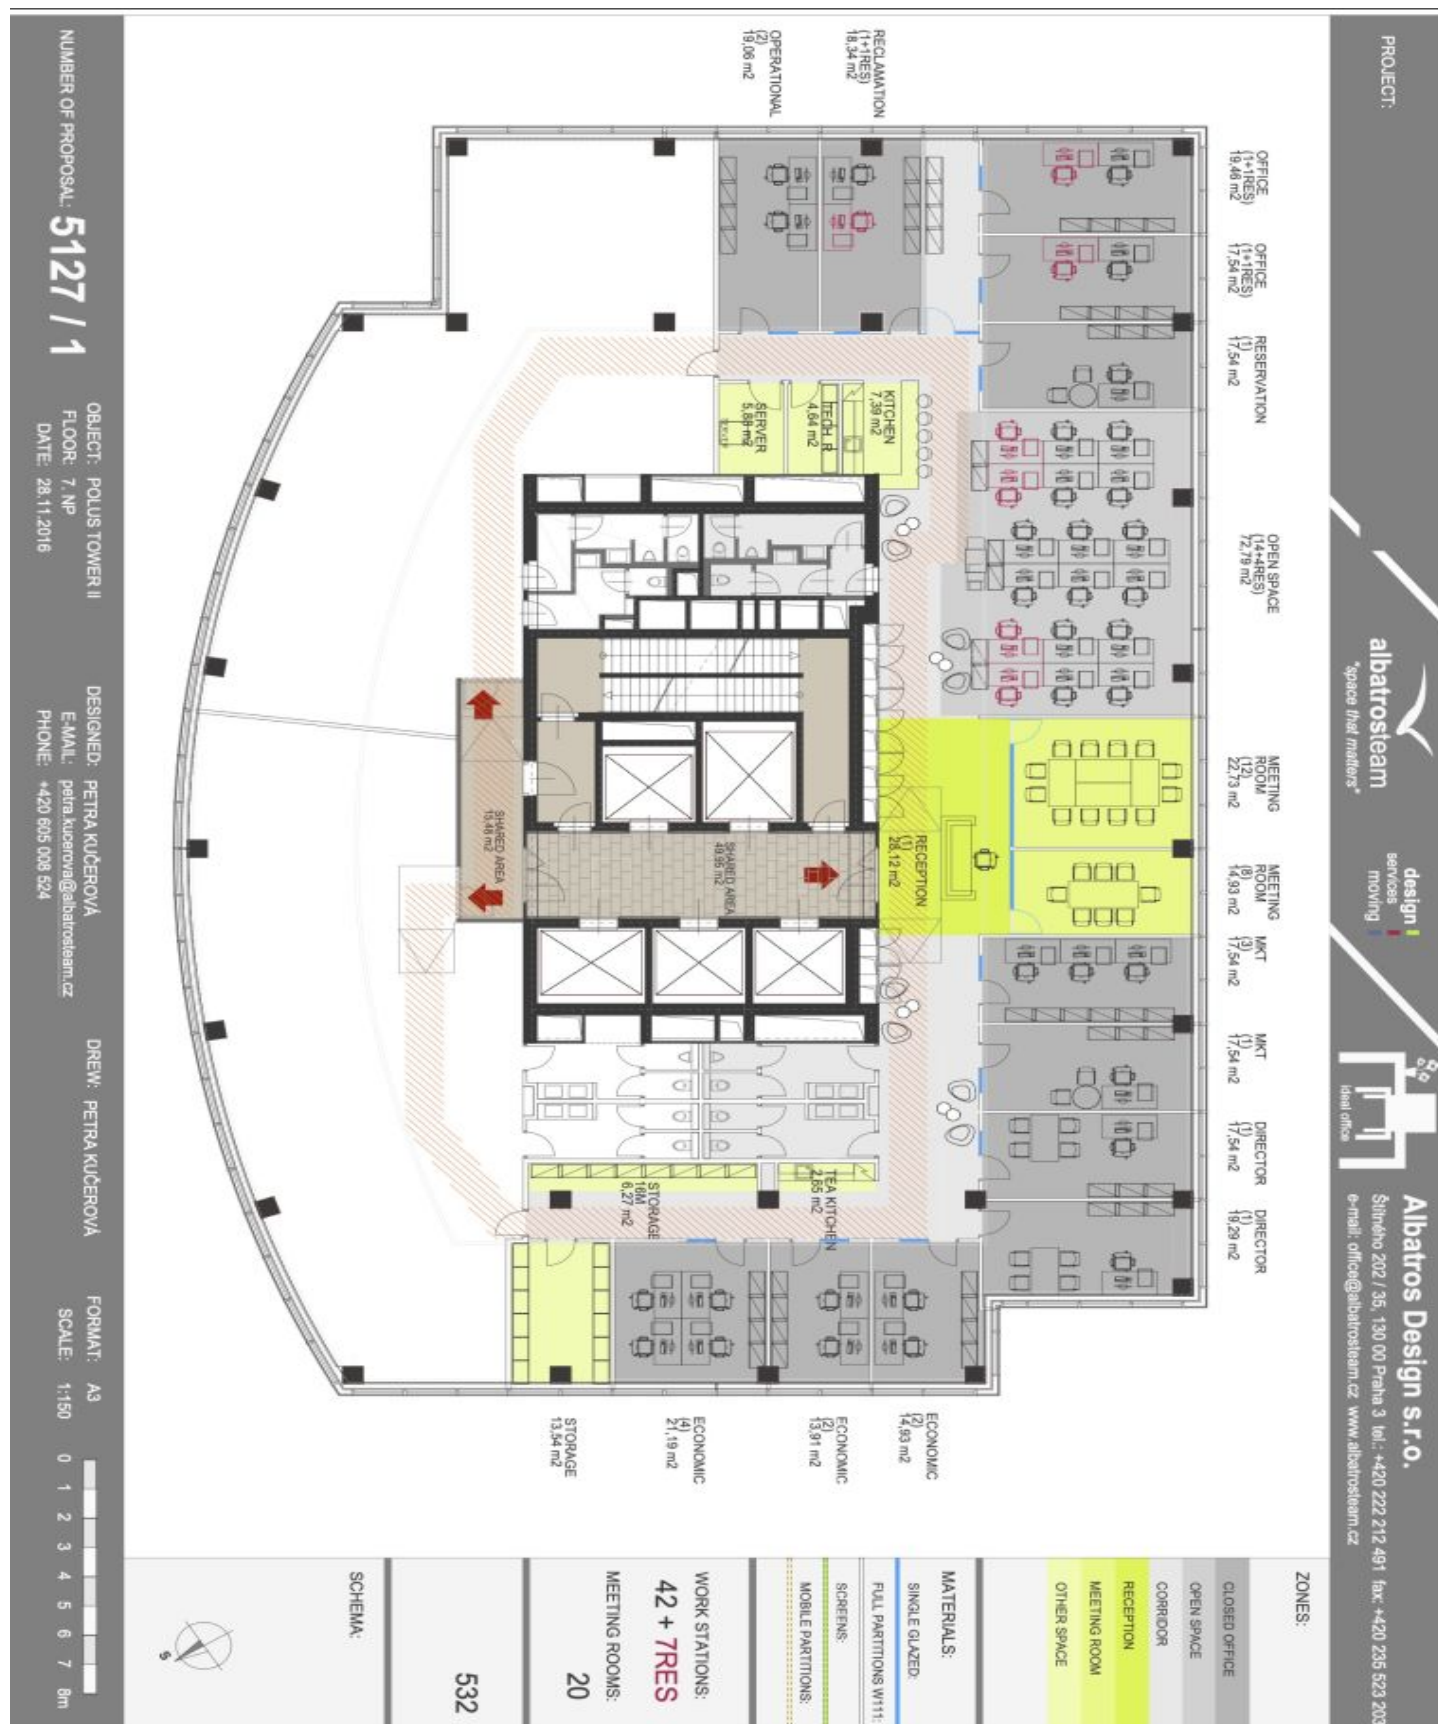 PROJECT:
albatrosteam
"space that matters"
design
services
moving
ideal office
Albatros Design s.r.o.
Štítného 202 / 35, 130 00 Praha 3 tel.: +420 222 212 491 fax: +420 235 523 203
e-mail: office@albatrosteam.cz www.albatrosteam.cz
OFFICE
(1+1RES)
19,46 m2
OFFICE
(1+1RES)
17,54 m2
RESERVATION
(1)
17,54 m2
OPEN SPACE
(14+4RES)
72,79 m2
MEETING
ROOM
(12)
22,73 m2
MEETING
ROOM
(8)
14,93 m2
MKT
(3)
17,54 m2
MKT
(1)
17,54 m2
DIRECTOR
(1)
17,54 m2
DIRECTOR
(1)
19,29 m2
RECLAMATION
(1+1RES)
18,34 m2
OPERATIONAL
(2)
19,06 m2
KITCHEN
7,39 m2
TECH. R
4,64 m2
SERVER
5,88 m2
SERVER
RECEPTION
(1)
28,12 m2
SHARED AREA
49,95 m2
SHARED AREA
15,48 m2
TEA KITCHEN
2,65 m2
STORAGE
16M
6,27 m2
ECONOMIC
(2)
14,93 m2
ECONOMIC
(2)
13,91 m2
ECONOMIC
(4)
21,19 m2
STORAGE
13,54 m2
ZONES:
CLOSED OFFICE
OPEN SPACE
CORRIDOR
RECEPTION
MEETING ROOM
OTHER SPACE
MATERIALS:
SINGLE GLAZED:
FULL PARTITIONS W111:
SCREENS:
MOBILE PARTITIONS:
WORK STATIONS:
42 + 7RES
MEETING ROOMS:
20
532
SCHEMA:
S
NUMBER OF PROPOSAL: 5127 / 1
OBJECT: POLUS TOWER II
FLOOR: 7. NP
DATE: 28.11.2016
DESIGNED: PETRA KUČEROVÁ
E-MAIL: petra.kucerova@albatrosteam.cz
PHONE: +420 605 008 524
DREW: PETRA KUČEROVÁ
FORMAT: A3
SCALE: 1:150
0 1 2 3 4 5 6 7 8m